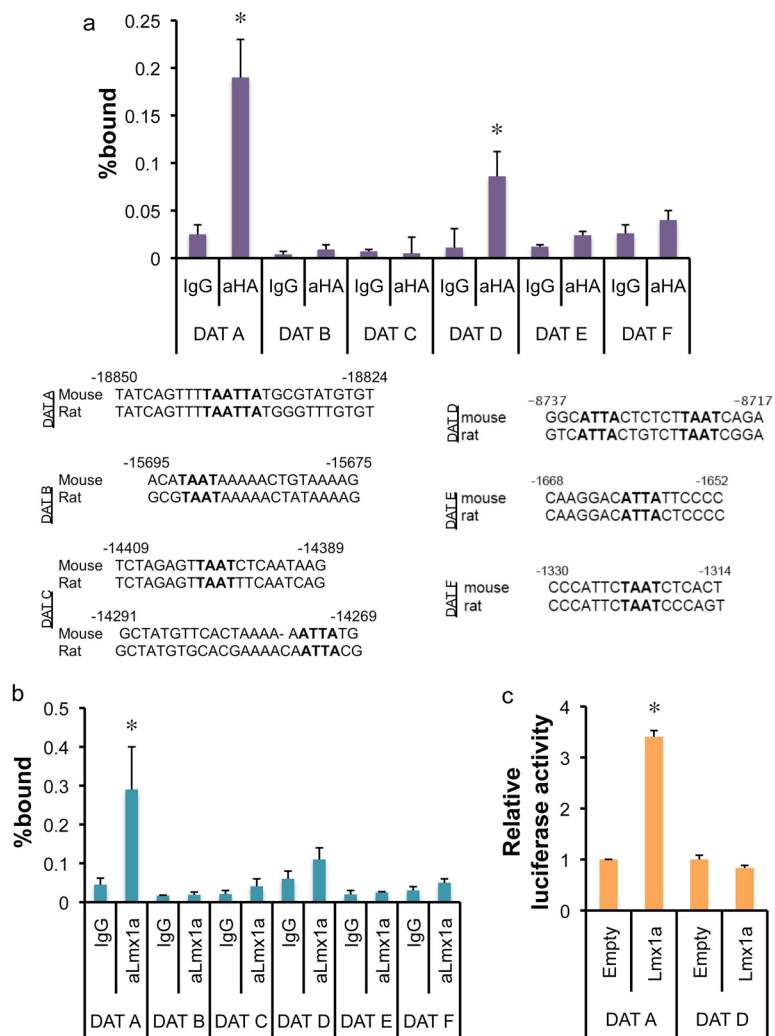 a
%bound
0.25
0.2
0.15
0.1
0.05
0
*
*
IgG aHA IgG aHA IgG aHA IgG aHA IgG aHA IgG aHA
DAT A DAT B DAT C DAT D DAT E DAT F
DAT A
-18850 -18824
Mouse TATCAGTTTTAATTATGCGTATGTGT
Rat TATCAGTTTTAATTATGGGTTTGTGT
DAT B
-15695 -15675
Mouse ACATAATAAAAACTGTAAAAG
Rat GCGTAATAAAAACTATAAAAG
DAT C
-14409 -14389
Mouse TCTAGAGTTAATCTCAATAAG
Rat TCTAGAGTTAATTTCAATCAG
-14291 -14269
Mouse GCTATGTTCACTAAAA- AATTATG
Rat GCTATGTGCACGAAAACAATTACG
DAT D
-8737 -8717
mouse GGCATTACTCTCTTAATCAGA
rat GTCATTACTGTCTTAATCGGA
DAT E
-1668 -1652
mouse CAAGGACATTATTCCCC
rat CAAGGACATTACTCCCC
DAT F
-1330 -1314
mouse CCCATTCTAATCTCACT
rat CCCATTCTAATCCCAGT
b
%bound
0.5
0.4
0.3
0.2
0.1
0
*
IgG aLmx1a IgG aLmx1a IgG aLmx1a IgG aLmx1a IgG aLmx1a IgG aLmx1a
DAT A DAT B DAT C DAT D DAT E DAT F
c
Relative
luciferase activity
4
3
2
1
0
*
Empty Lmx1a Empty Lmx1a
DAT A DAT D